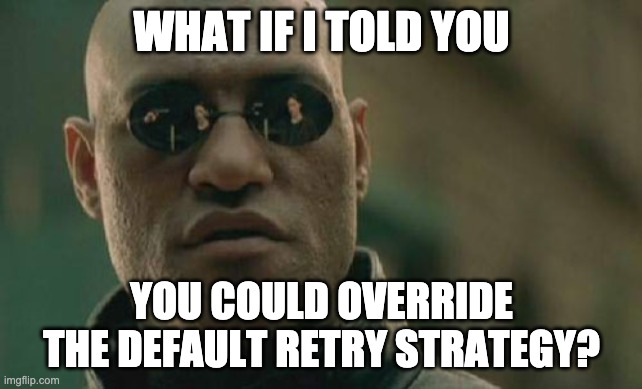 WHAT IF I TOLD YOU
YOU COULD OVERRIDE
THE DEFAULT RETRY STRATEGY?
imgflip.com